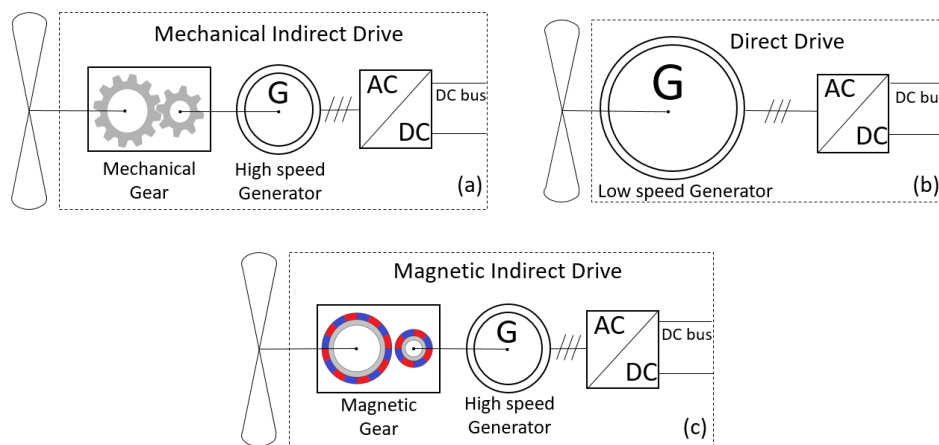 Mechanical Indirect Drive
G
AC
DC
DC bus
Mechanical
Gear
High speed
Generator
(a)
Direct Drive
G
AC
DC
DC bu
Low speed Generator
(b)
Magnetic Indirect Drive
G
AC
DC
DC bus
Magnetic
Gear
High speed
Generator
(c)